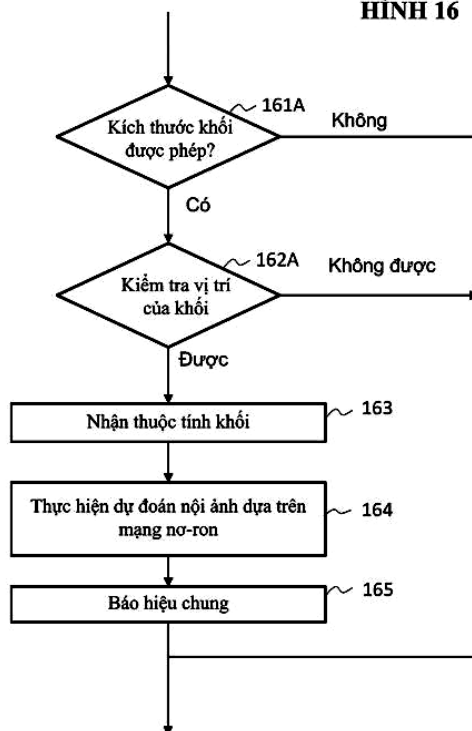 HÌNH 16
161A
Kích thước khối
được phép?
Không
Có
162A
Kiểm tra vị trí
của khối
Không được
Được
163
Nhận thuộc tính khối
Thực hiện dự đoán nội ảnh dựa trên
mạng nơ-ron
164
165
Báo hiệu chung